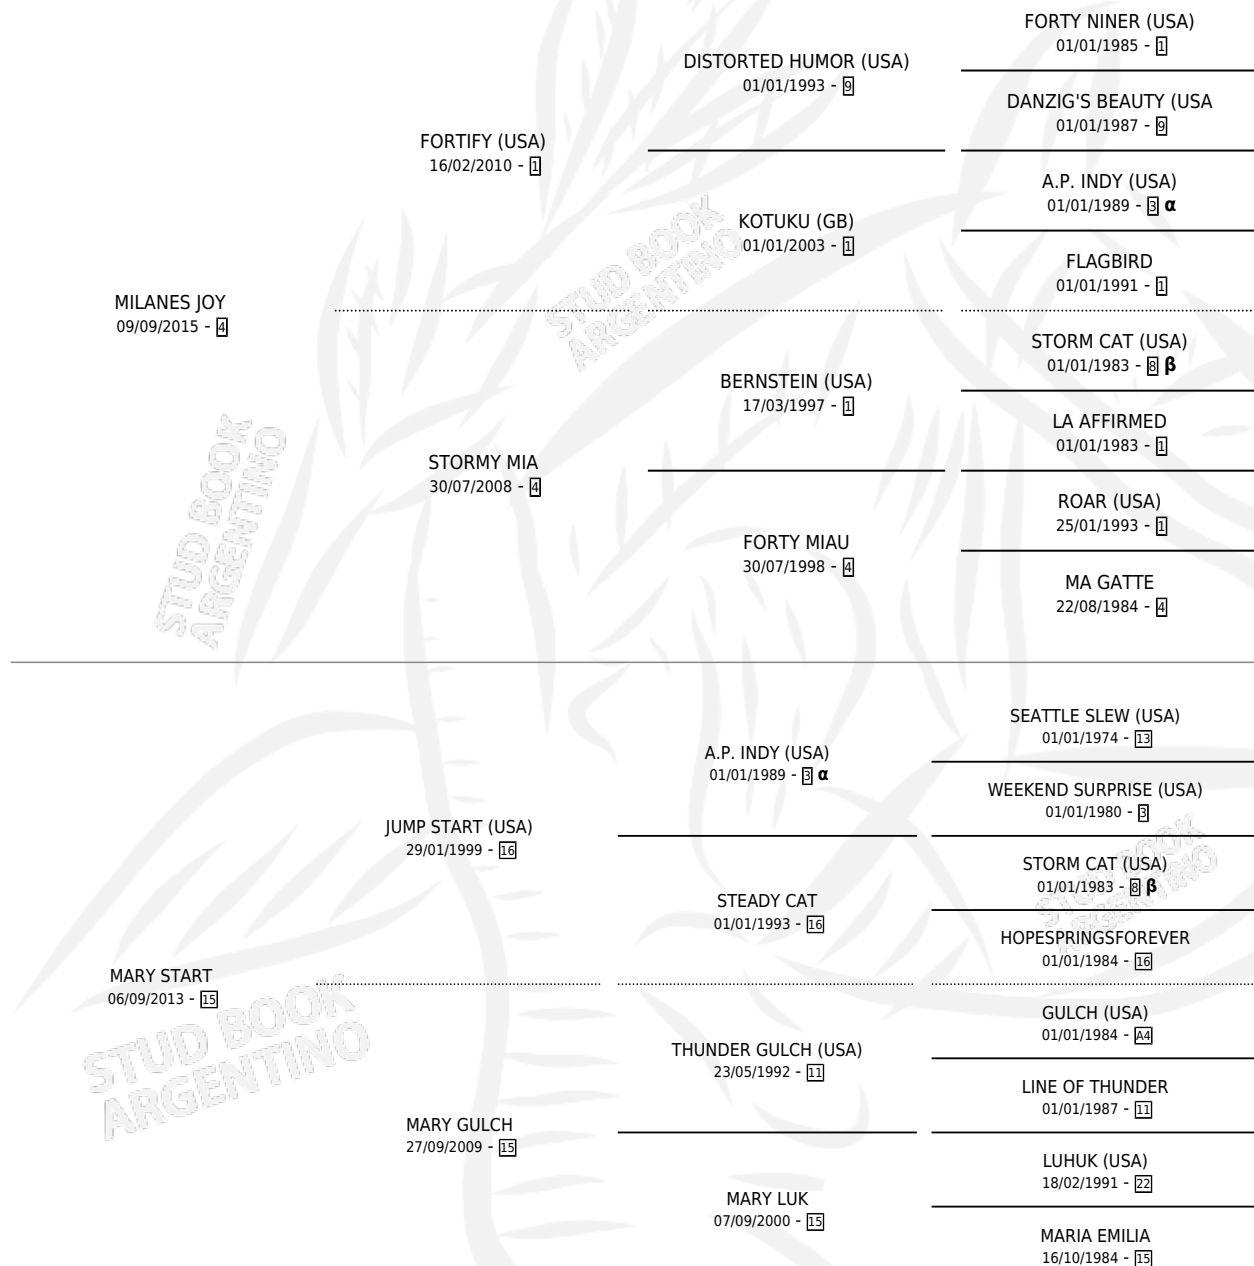 FORTY NINER (USA)
01/01/1985 - 1
DISTORTED HUMOR (USA)
01/01/1993 - 9
DANZIG'S BEAUTY (USA
01/01/1987 - 9
FORTIFY (USA)
16/02/2010 - 1
A.P. INDY (USA)
01/01/1989 - 3 α
KOTUKU (GB)
01/01/2003 - 1
FLAGBIRD
01/01/1991 - 1
STUD BOOK
ARGENTINO
MILANES JOY
09/09/2015 - 4
STORM CAT (USA)
01/01/1983 - 8 β
BERNSTEIN (USA)
17/03/1997 - 1
LA AFFIRMED
01/01/1983 - 1
STORMY MIA
30/07/2008 - 4
ROAR (USA)
25/01/1993 - 1
FORTY MIAU
30/07/1998 - 4
MA GATTE
22/08/1984 - 4
STUD BOOK
ARGENTINO
SEATTLE SLEW (USA)
01/01/1974 - 13
A.P. INDY (USA)
01/01/1989 - 3 α
WEEKEND SURPRISE (USA)
01/01/1980 - 3
JUMP START (USA)
29/01/1999 - 16
STORM CAT (USA)
01/01/1983 - 8 β
STEADY CAT
01/01/1993 - 16
HOPESPRINGSFOREVER
01/01/1984 - 16
STUD BOOK
ARGENTINO
MARY START
06/09/2013 - 15
GULCH (USA)
01/01/1984 - A4
THUNDER GULCH (USA)
23/05/1992 - 11
LINE OF THUNDER
01/01/1987 - 11
MARY GULCH
27/09/2009 - 15
LUHUK (USA)
18/02/1991 - 22
MARY LUK
07/09/2000 - 15
MARIA EMILIA
16/10/1984 - 15
STUD BOOK
ARGENTINO